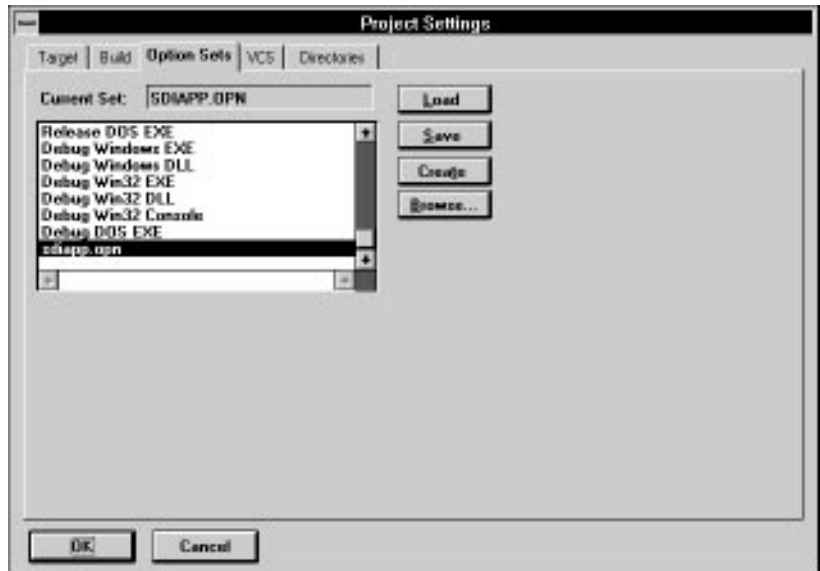 Project Settings
Target Build Option Sets VCS Directories
Current Set: SDIAPP.OPN
Load
Release DOS EXE
Debug Windows EXE
Debug Windows DLL
Debug Win32 EXE
Debug Win32 DLL
Debug Win32 Console
Debug DOS EXE
sdiapp.opn
Save
Create
Browse...
OK
Cancel